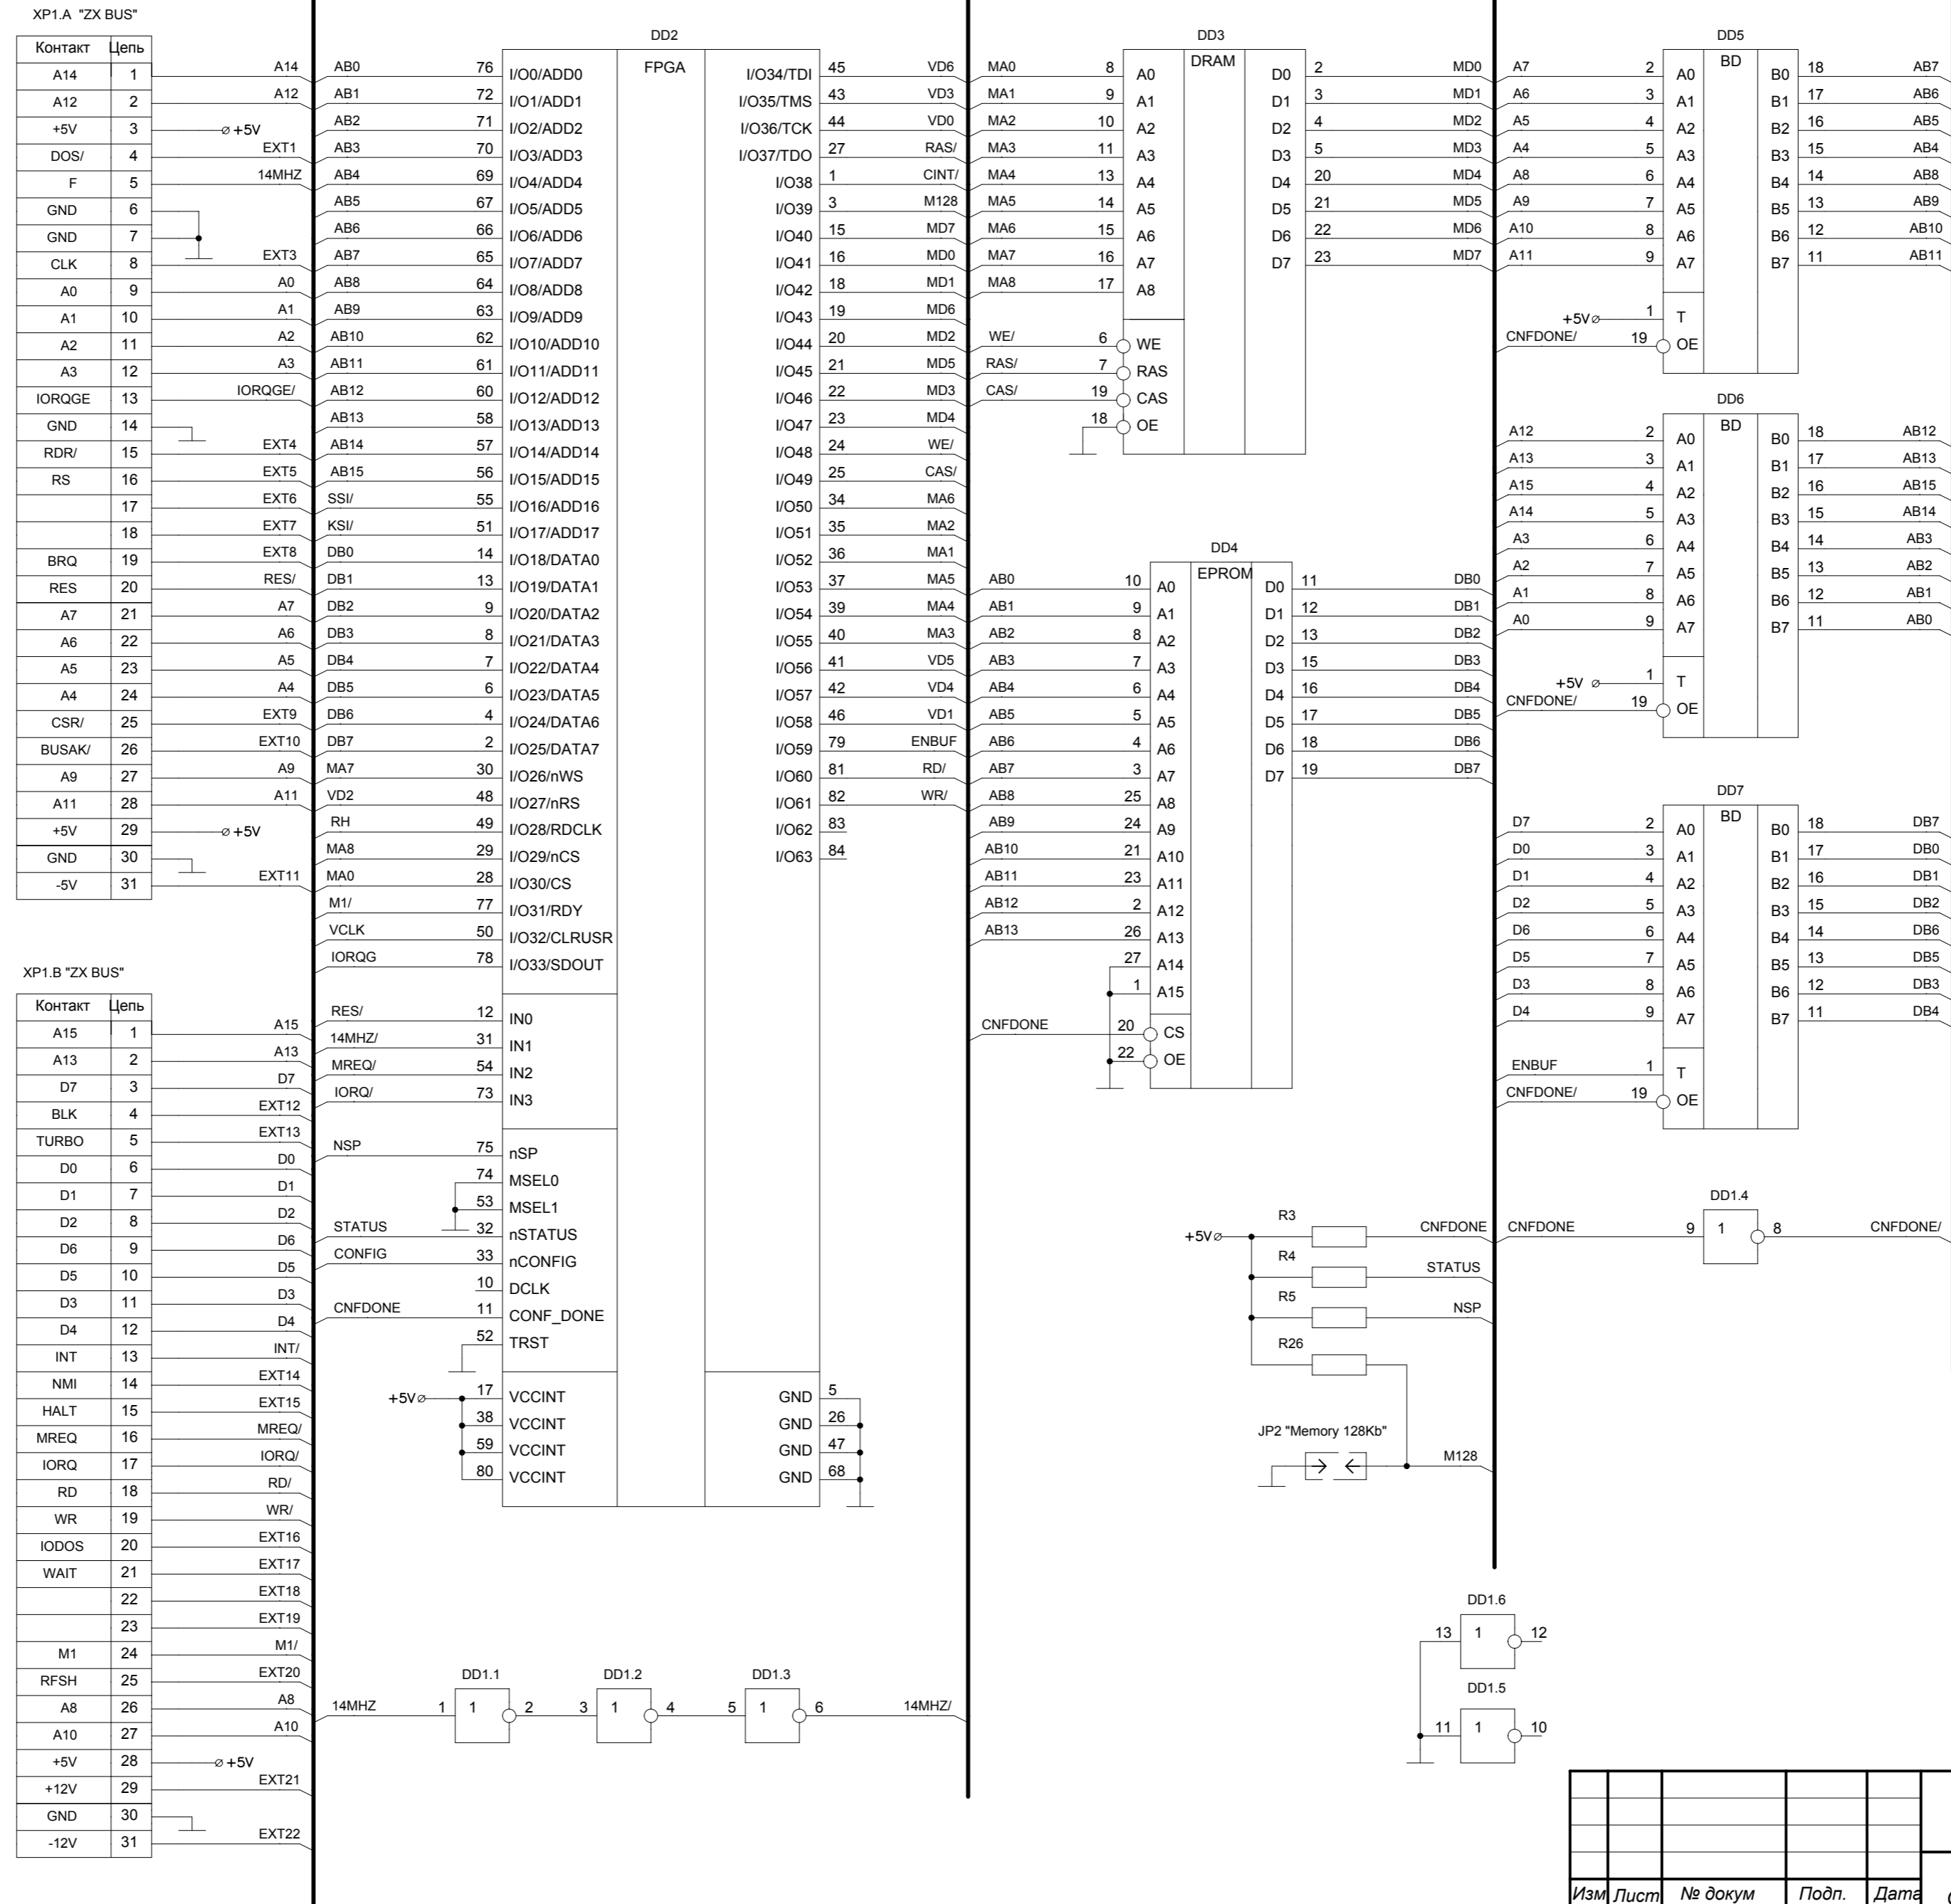 XP1.A "ZX BUS"
Контакт Цепь
A14 1 A14
A12 2 A12
+5V 3 +5V
DOS/ 4 EXT1
F 5 14MHZ
GND 6
GND 7
CLK 8 EXT3
A0 9 A0
A1 10 A1
A2 11 A2
A3 12 A3
IORQGE 13 IORQGE/
GND 14
RDR/ 15 EXT4
RS 16 EXT5
17 EXT6
18 EXT7
BRQ 19 EXT8
RES 20 RES/
A7 21 A7
A6 22 A6
A5 23 A5
A4 24 A4
CSR/ 25 EXT9
BUSAK/ 26 EXT10
A9 27 A9
A11 28 A11
+5V 29 +5V
GND 30
-5V 31 EXT11
XP1.B "ZX BUS"
Контакт Цепь
A15 1 A15
A13 2 A13
D7 3 D7
BLK 4 EXT12
TURBO 5 EXT13
D0 6 D0
D1 7 D1
D2 8 D2
D6 9 D6
D5 10 D5
D3 11 D3
D4 12 D4
INT 13 INT/
NMI 14 EXT14
HALT 15 EXT15
MREQ 16 MREQ/
IORQ 17 IORQ/
RD 18 RD/
WR 19 WR/
IODOS 20 EXT16
WAIT 21 EXT17
22 EXT18
23 EXT19
M1 24 M1/
RFSH 25 EXT20
A8 26 A8
A10 27 A10
+5V 28 +5V
+12V 29 EXT21
GND 30
-12V 31 EXT22
DD2
FPGA
AB0 76 I/O0/ADD0
AB1 72 I/O1/ADD1
AB2 71 I/O2/ADD2
AB3 70 I/O3/ADD3
AB4 69 I/O4/ADD4
AB5 67 I/O5/ADD5
AB6 66 I/O6/ADD6
AB7 65 I/O7/ADD7
AB8 64 I/O8/ADD8
AB9 63 I/O9/ADD9
AB10 62 I/O10/ADD10
AB11 61 I/O11/ADD11
AB12 60 I/O12/ADD12
AB13 58 I/O13/ADD13
AB14 57 I/O14/ADD14
AB15 56 I/O15/ADD15
SSI/ 55 I/O16/ADD16
KSI/ 51 I/O17/ADD17
DB0 14 I/O18/DATA0
DB1 13 I/O19/DATA1
DB2 9 I/O20/DATA2
DB3 8 I/O21/DATA3
DB4 7 I/O22/DATA4
DB5 6 I/O23/DATA5
DB6 4 I/O24/DATA6
DB7 2 I/O25/DATA7
MA7 30 I/O26/nWS
VD2 48 I/O27/nRS
RH 49 I/O28/RDCLK
MA8 29 I/O29/nCS
MA0 28 I/O30/CS
M1/ 77 I/O31/RDY
VCLK 50 I/O32/CLRUSR
IORQG 78 I/O33/SDOUT
RES/ 12 IN0
14MHZ/ 31 IN1
MREQ/ 54 IN2
IORQ/ 73 IN3
NSP 75 nSP
74 MSEL0
53 MSEL1
STATUS 32 nSTATUS
CONFIG 33 nCONFIG
10 DCLK
CNFDONE 11 CONF_DONE
52 TRST
+5V 17 VCCINT
38 VCCINT
59 VCCINT
80 VCCINT
I/O34/TDI 45 VD6
I/O35/TMS 43 VD3
I/O36/TCK 44 VD0
I/O37/TDO 27 RAS/
I/O38 1 CINT/
I/O39 3 M128
I/O40 15 MD7
I/O41 16 MD0
I/O42 18 MD1
I/O43 19 MD6
I/O44 20 MD2
I/O45 21 MD5
I/O46 22 MD3
I/O47 23 MD4
I/O48 24 WE/
I/O49 25 CAS/
I/O50 34 MA6
I/O51 35 MA2
I/O52 36 MA1
I/O53 37 MA5
I/O54 39 MA4
I/O55 40 MA3
I/O56 41 VD5
I/O57 42 VD4
I/O58 46 VD1
I/O59 79 ENBUF
I/O60 81 RD/
I/O61 82 WR/
I/O62 83
I/O63 84
GND 5
GND 26
GND 47
GND 68
DD1.1 DD1.2 DD1.3
14MHZ 1 1 2 3 1 4 5 1 6 14MHZ/
DD3
DRAM
MA0 8 A0 D0 2 MD0
MA1 9 A1 D1 3 MD1
MA2 10 A2 D2 4 MD2
MA3 11 A3 D3 5 MD3
MA4 13 A4 D4 20 MD4
MA5 14 A5 D5 21 MD5
MA6 15 A6 D6 22 MD6
MA7 16 A7 D7 23 MD7
MA8 17 A8
WE/ 6 WE
RAS/ 7 RAS
CAS/ 19 CAS
18 OE
DD4
EPROM
AB0 10 A0 D0 11 DB0
AB1 9 A1 D1 12 DB1
AB2 8 A2 D2 13 DB2
AB3 7 A3 D3 15 DB3
AB4 6 A4 D4 16 DB4
AB5 5 A5 D5 17 DB5
AB6 4 A6 D6 18 DB6
AB7 3 A7 D7 19 DB7
AB8 25 A8
AB9 24 A9
AB10 21 A10
AB11 23 A11
AB12 2 A12
AB13 26 A13
27 A14
1 A15
CNFDONE 20 CS
22 OE
R3
+5V CNFDONE
R4
STATUS
R5
NSP
R26
JP2 "Memory 128Kb"
M128
DD5
BD
A7 2 A0 B0 18 AB7
A6 3 A1 B1 17 AB6
A5 4 A2 B2 16 AB5
A4 5 A3 B3 15 AB4
A8 6 A4 B4 14 AB8
A9 7 A5 B5 13 AB9
A10 8 A6 B6 12 AB10
A11 9 A7 B7 11 AB11
+5V 1 T
CNFDONE/ 19 OE
DD6
BD
A12 2 A0 B0 18 AB12
A13 3 A1 B1 17 AB13
A15 4 A2 B2 16 AB15
A14 5 A3 B3 15 AB14
A3 6 A4 B4 14 AB3
A2 7 A5 B5 13 AB2
A1 8 A6 B6 12 AB1
A0 9 A7 B7 11 AB0
+5V 1 T
CNFDONE/ 19 OE
DD7
BD
D7 2 A0 B0 18 DB7
D0 3 A1 B1 17 DB0
D1 4 A2 B2 16 DB1
D2 5 A3 B3 15 DB2
D6 6 A4 B4 14 DB6
D5 7 A5 B5 13 DB5
D3 8 A6 B6 12 DB3
D4 9 A7 B7 11 DB4
ENBUF 1 T
CNFDONE/ 19 OE
DD1.4
CNFDONE 9 1 8 CNFDONE/
DD1.6
13 1 12
DD1.5
11 1 10
Изм Лист № докум Подп. Дата